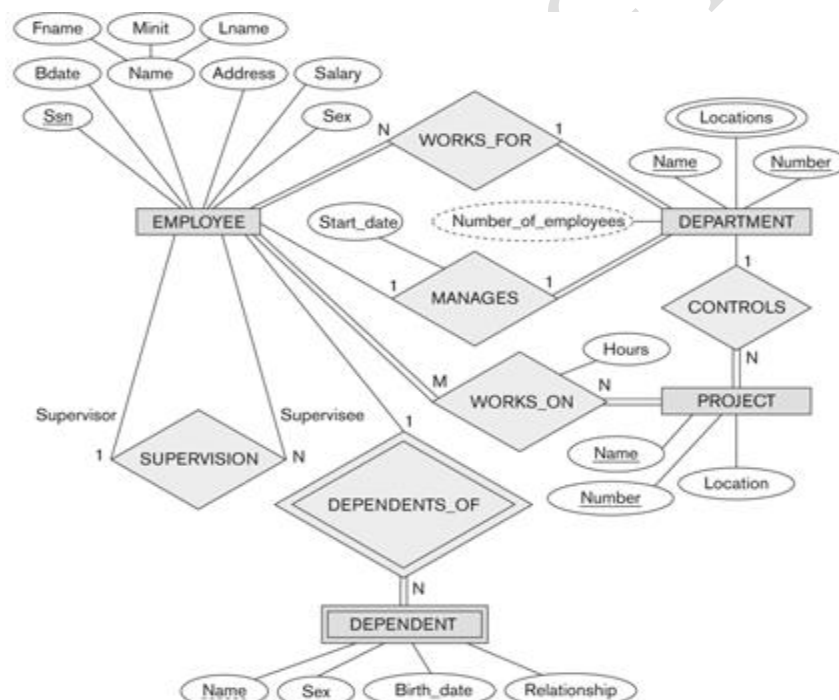 Fname Minit Lname
Bdate Name Address Salary
Ssn Sex
Locations
N WORKS_FOR 1
Name Number
EMPLOYEE Start_date Number_of_employees DEPARTMENT
1 MANAGES 1 1
CONTROLS
Hours
M WORKS_ON N N
PROJECT
Supervisor Supervisee 1
1 SUPERVISION N
Name
Number Location
DEPENDENTS_OF
N
DEPENDENT
Name Sex Birth_date Relationship